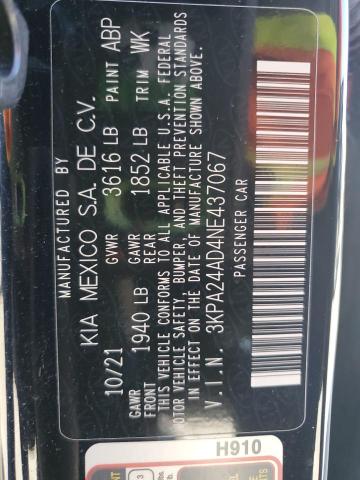 MANUFACTURED BY
KIA MEXICO S.A. DE C.V.
10/21 GVWR 3616 LB PAINT ABP
GAWR FRONT 1940 LB GAWR REAR 1852 LB TRIM WK
THIS VEHICLE CONFORMS TO ALL APPLICABLE U.S.A. FEDERAL
MOTOR VEHICLE SAFETY, BUMPER, AND THEFT PREVENTION STANDARDS
IN EFFECT ON THE DATE OF MANUFACTURE SHOWN ABOVE.
V.I.N. 3KPA24AD4NE437067
PASSENGER CAR
H910